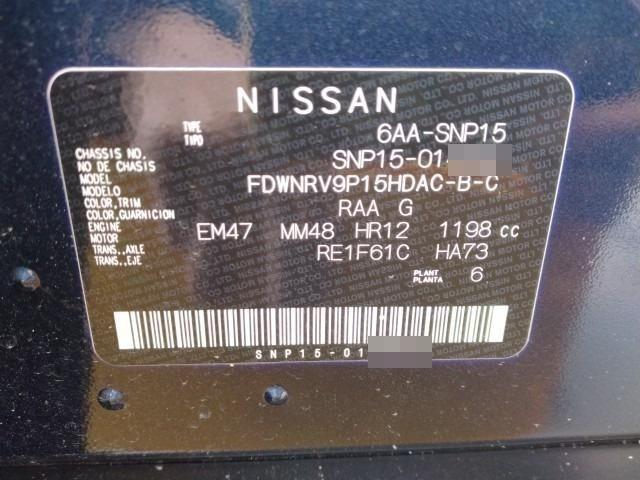 NISSAN
TYPE
TIPO
6AA-SNP15
CHASSIS NO.
NO DE CHASIS
SNP15-01
MODEL
MODELO
FDWNRV9P15HDAC-B-C
COLOR,TRIM
COLOR,GUARNICION
RAA G
ENGINE
MOTOR
EM47 MM48 HR12 1198 cc
TRANS.,AXLE
TRANS.,EJE
RE1F61C HA73
PLANT
PLANTA
6
SNP15-01